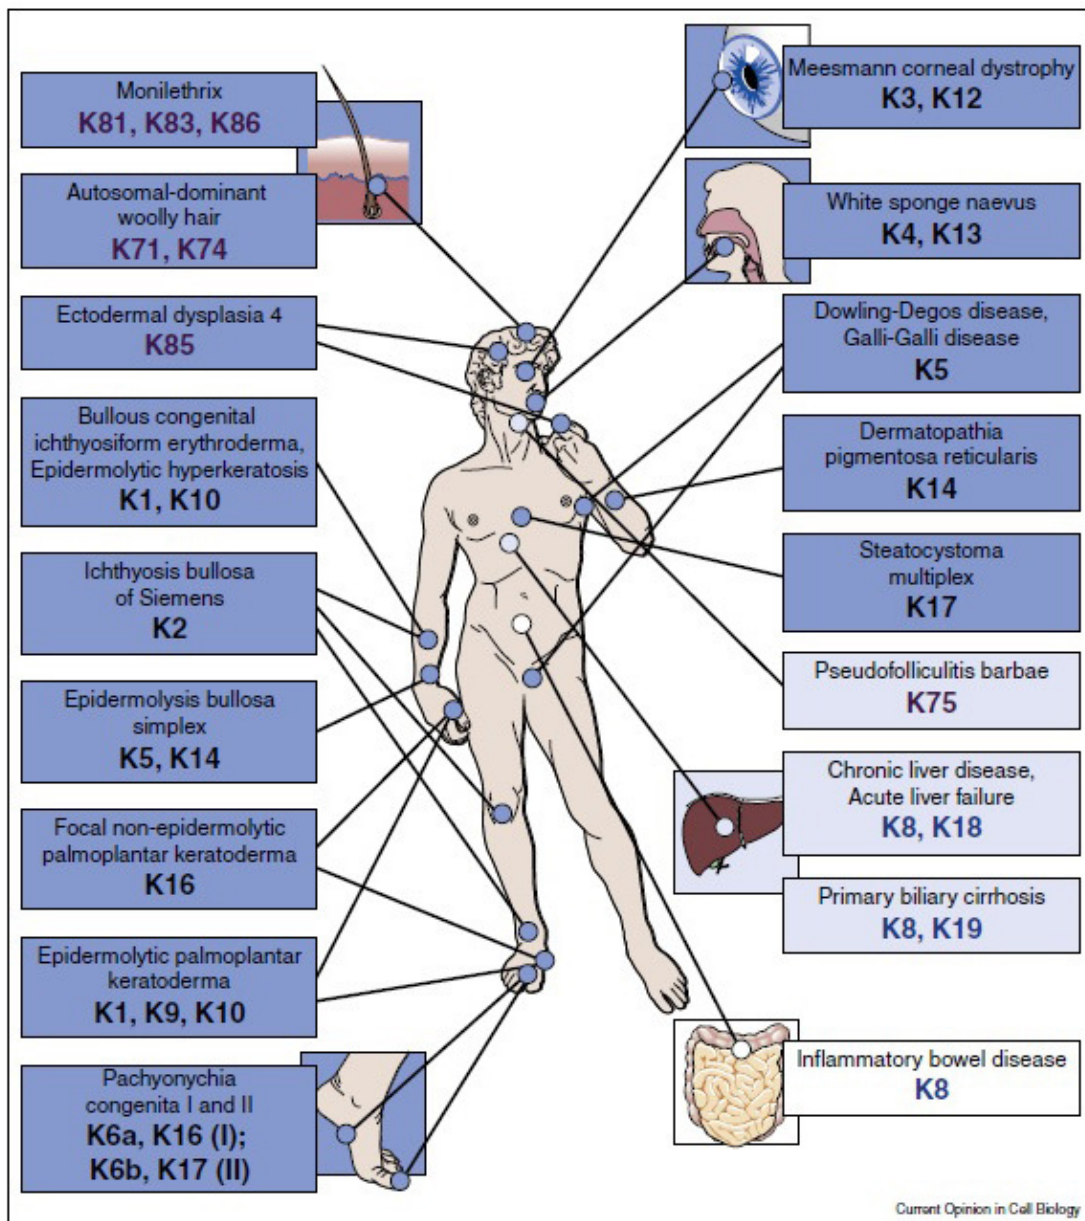 Monilethrix
K81, K83, K86
Autosomal-dominant
woolly hair
K71, K74
Ectodermal dysplasia 4
K85
Bullous congenital
ichthyosiform erythroderma,
Epidermolytic hyperkeratosis
K1, K10
Ichthyosis bullosa
of Siemens
K2
Epidermolysis bullosa
simplex
K5, K14
Focal non-epidermolytic
palmoplantar keratoderma
K16
Epidermolytic palmoplantar
keratoderma
K1, K9, K10
Pachyonychia
congenita I and II
K6a, K16 (I);
K6b, K17 (II)
Meesmann corneal dystrophy
K3, K12
White sponge naevus
K4, K13
Dowling-Degos disease,
Galli-Galli disease
K5
Dermatopathia
pigmentosa reticularis
K14
Steatocystoma
multiplex
K17
Pseudofolliculitis barbae
K75
Chronic liver disease,
Acute liver failure
K8, K18
Primary biliary cirrhosis
K8, K19
Inflammatory bowel disease
K8
Current Opinion in Cell Biology